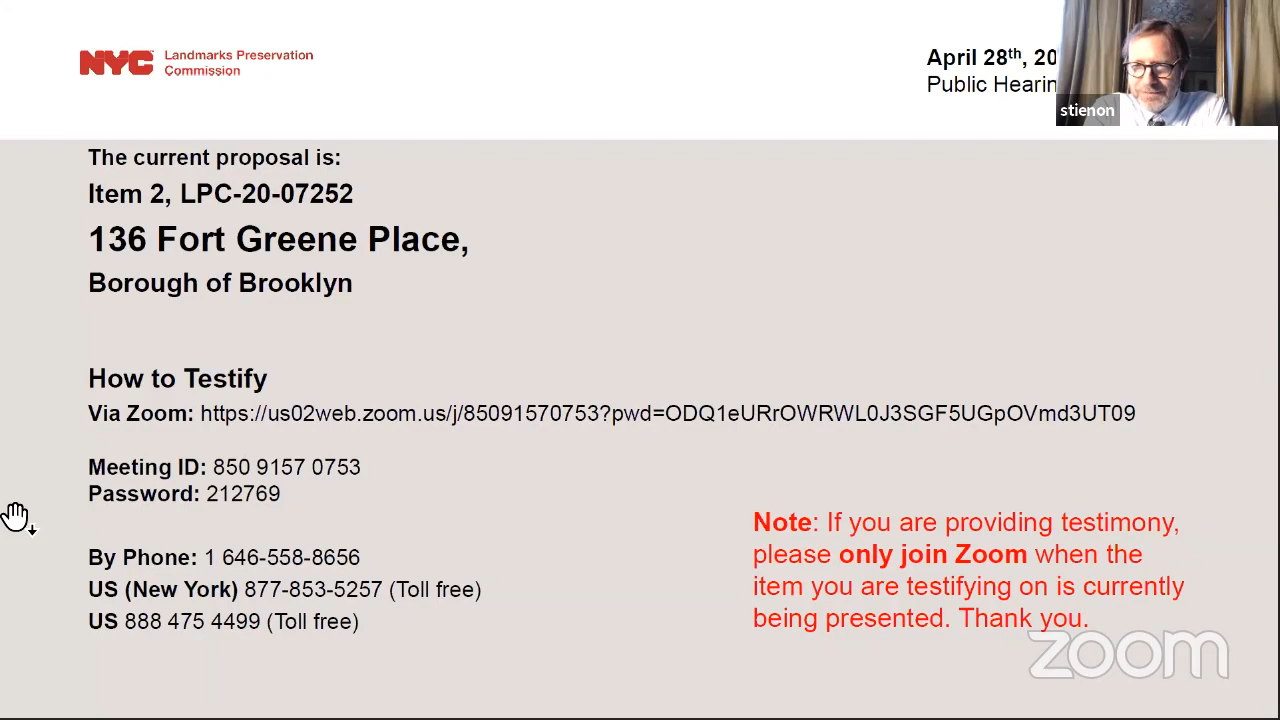 NYC Landmarks Preservation
Commission
April 28th, 20
Public Hearin
stienon
The current proposal is:
Item 2, LPC-20-07252
136 Fort Greene Place,
Borough of Brooklyn
How to Testify
Via Zoom: https://us02web.zoom.us/j/85091570753?pwd=ODQ1eURrOWRWL0J3SGF5UGpOVmd3UT09
Meeting ID: 850 9157 0753
Password: 212769
By Phone: 1 646-558-8656
US (New York) 877-853-5257 (Toll free)
US 888 475 4499 (Toll free)
Note: If you are providing testimony,
please only join Zoom when the
item you are testifying on is currently
being presented. Thank you.
zoom